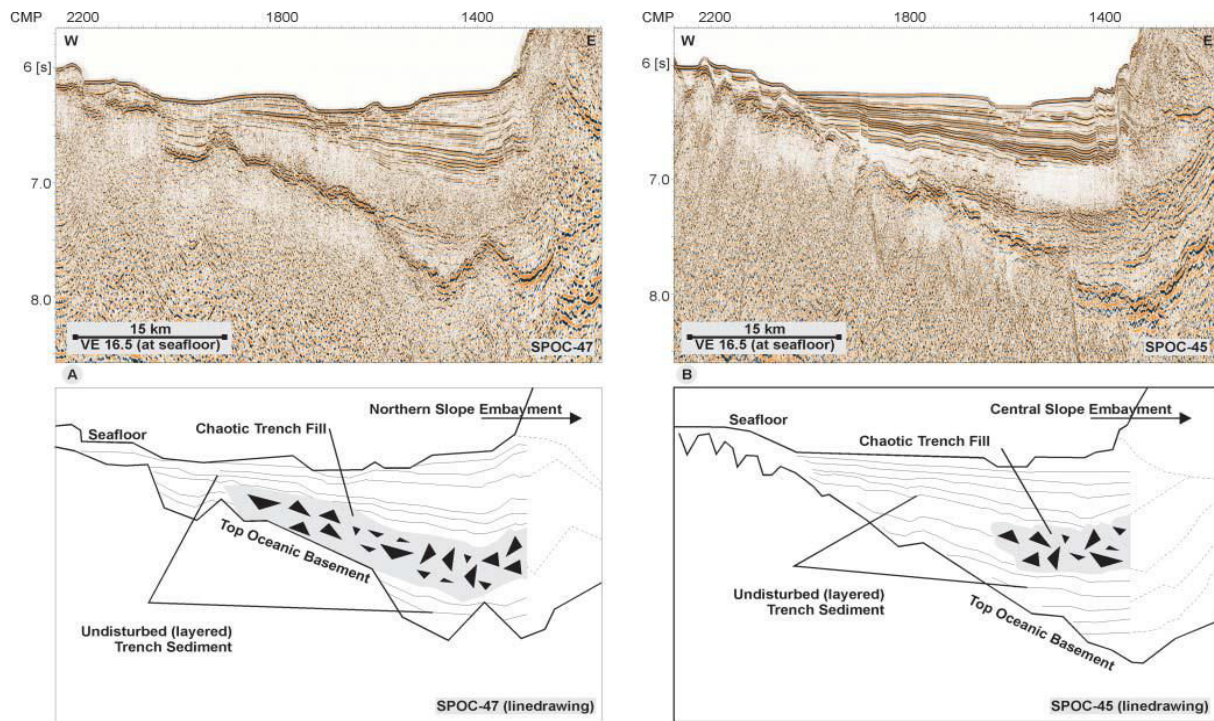 CMP 2200 1800 1400
W E
6 [s]
7.0
8.0
15 km
VE 16.5 (at seafloor)
SPOC-47
A
Northern Slope Embayment
Seafloor
Chaotic Trench Fill
Top Oceanic Basement
Undisturbed (layered)
Trench Sediment
SPOC-47 (linedrawing)
CMP 2200 1800 1400
W E
6 [s]
7.0
8.0
15 km
VE 16.5 (at seafloor)
SPOC-45
B
Central Slope Embayment
Seafloor
Chaotic Trench Fill
Undisturbed (layered)
Trench Sediment
Top Oceanic Basement
SPOC-45 (linedrawing)